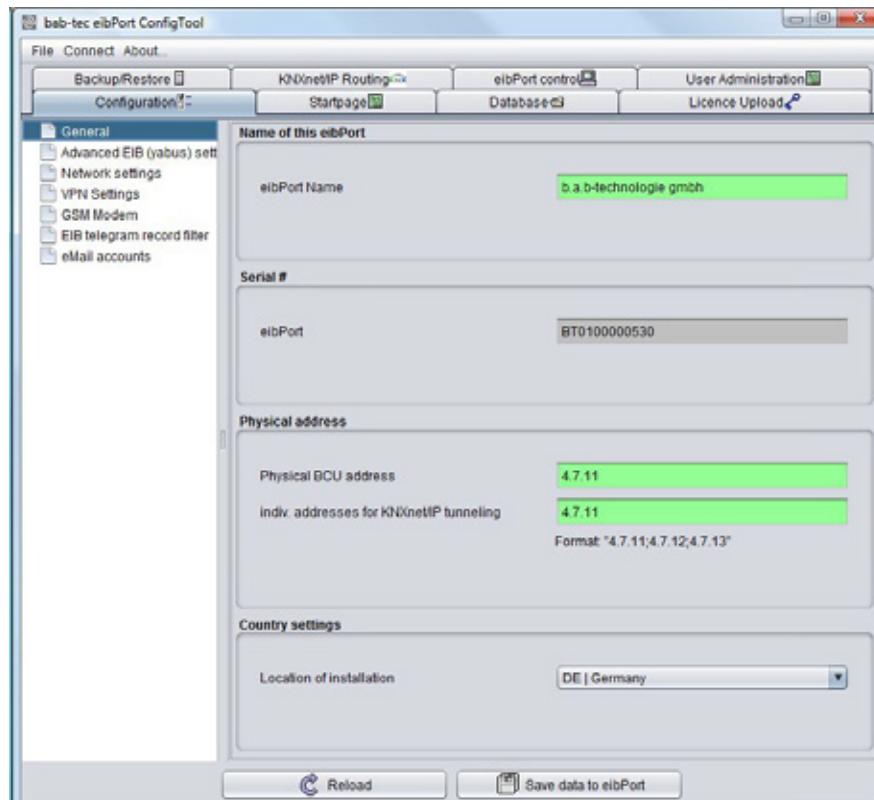 bab-tec eibPort ConfigTool
File Connect About...
Backup/Restore KNXnet/IP Routing eibPort control User Administration
Configuration Startpage Database Licence Upload
General
Advanced EIB (yabus) sett
Network settings
VPN Settings
GSM Modem
EIB telegram record filter
eMail accounts
Name of this eibPort
eibPort Name b.a.b-technologie gmbh
Serial #
eibPort BT0100000530
Physical address
Physical BCU address 4.7.11
indiv. addresses for KNXnet/IP tunneling 4.7.11
Format: "4.7.11;4.7.12;4.7.13"
Country settings
Location of installation DE | Germany
Reload Save data to eibPort